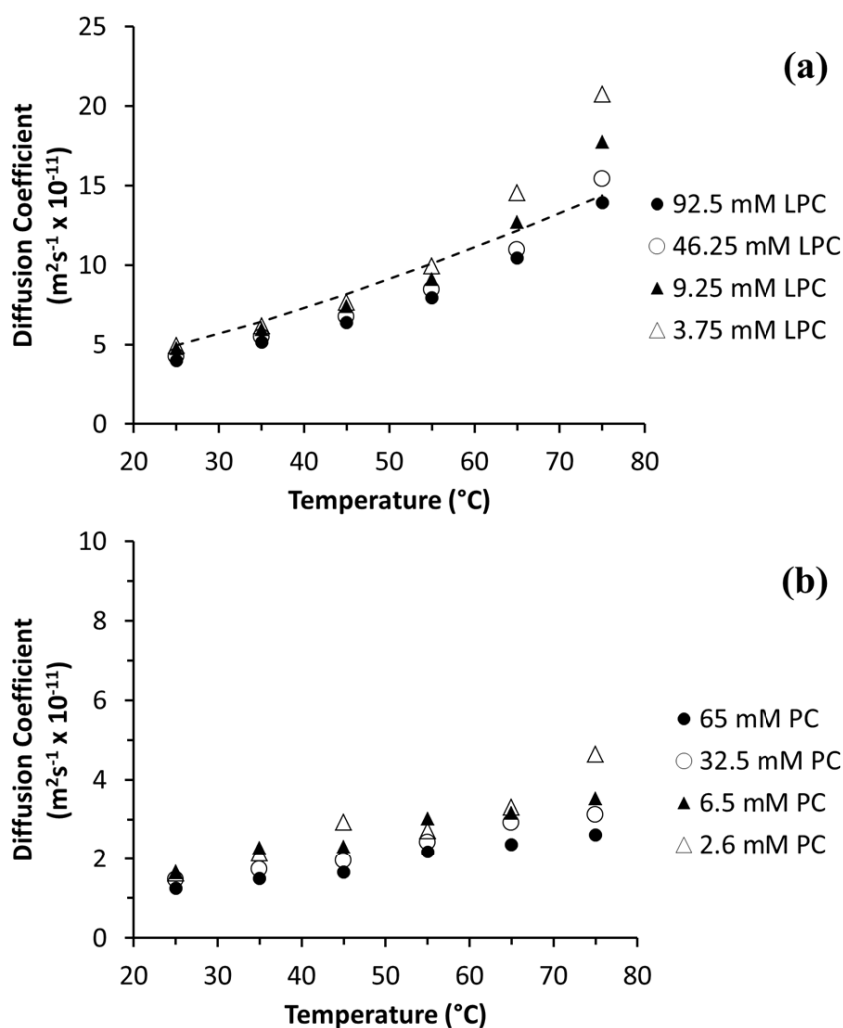 25
(a)
20
15
10
5
0
Diffusion Coefficient
(m²s⁻¹ x 10⁻¹¹)
92.5 mM LPC
46.25 mM LPC
9.25 mM LPC
3.75 mM LPC
20 30 40 50 60 70 80
Temperature (°C)
10
(b)
8
6
4
2
0
Diffusion Coefficient
(m²s⁻¹ x 10⁻¹¹)
65 mM PC
32.5 mM PC
6.5 mM PC
2.6 mM PC
20 30 40 50 60 70 80
Temperature (°C)